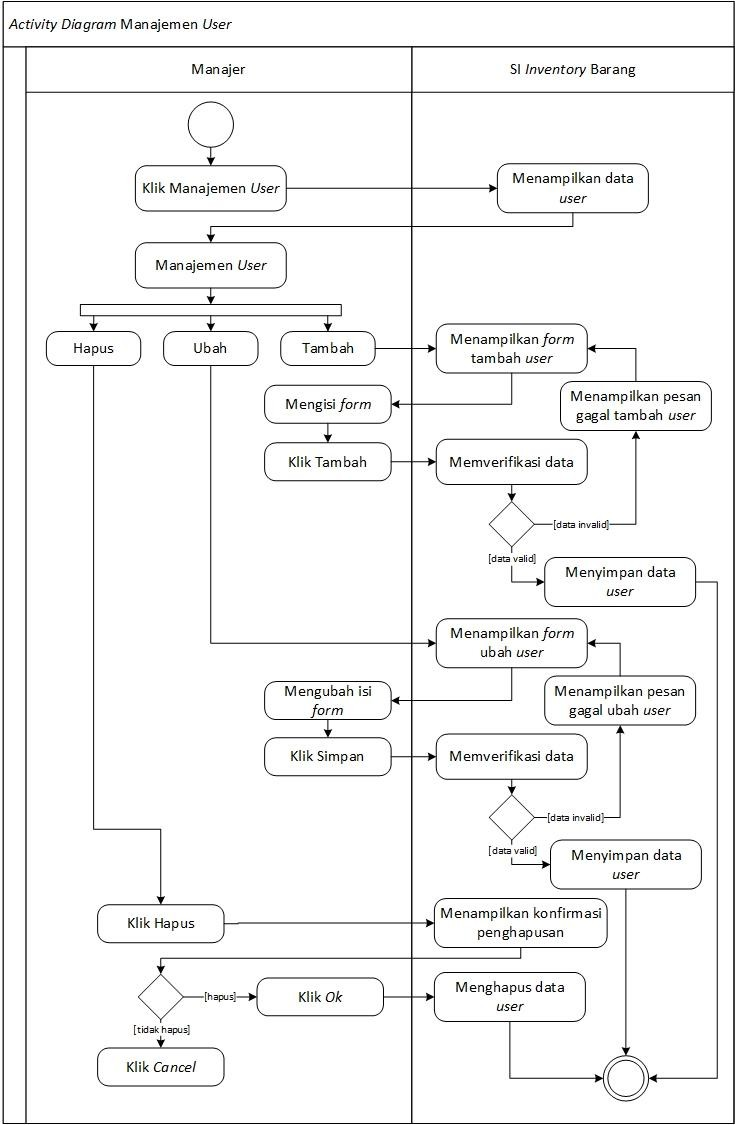 Activity Diagram Manajemen User
Manajer
SI Inventory Barang
Klik Manajemen User
Menampilkan data
user
Manajemen User
Hapus
Ubah
Tambah
Menampilkan form
tambah user
Menampilkan pesan
gagal tambah user
Mengisi form
Klik Tambah
Memverifikasi data
[data invalid]
[data valid]
Menyimpan data
user
Menampilkan form
ubah user
Menampilkan pesan
gagal ubah user
Mengubah isi
form
Klik Simpan
Memverifikasi data
[data invalid]
[data valid]
Menyimpan data
user
Klik Hapus
Menampilkan konfirmasi
penghapusan
[hapus]
Klik Ok
Menghapus data
user
[tidak hapus]
Klik Cancel